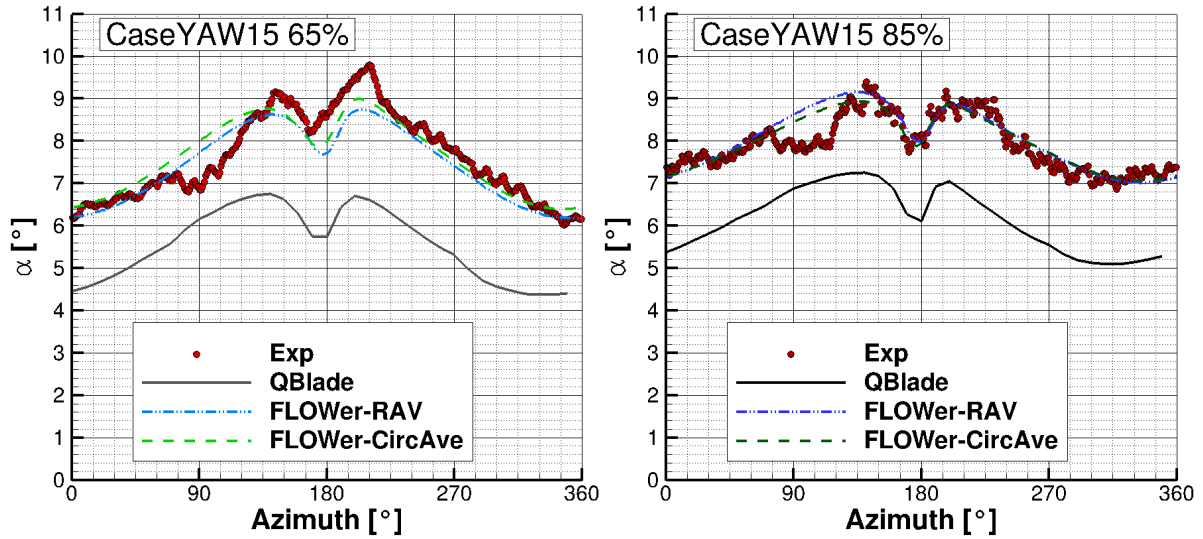 CaseYAW15 65%
11
10
9
8
7
6
5
4
3
2
1
0
α [°]
Exp
QBlade
FLOWer-RAV
FLOWer-CircAve
0 90 180 270 360
Azimuth [°]
CaseYAW15 85%
11
10
9
8
7
6
5
4
3
2
1
0
α [°]
Exp
QBlade
FLOWer-RAV
FLOWer-CircAve
0 90 180 270 360
Azimuth [°]